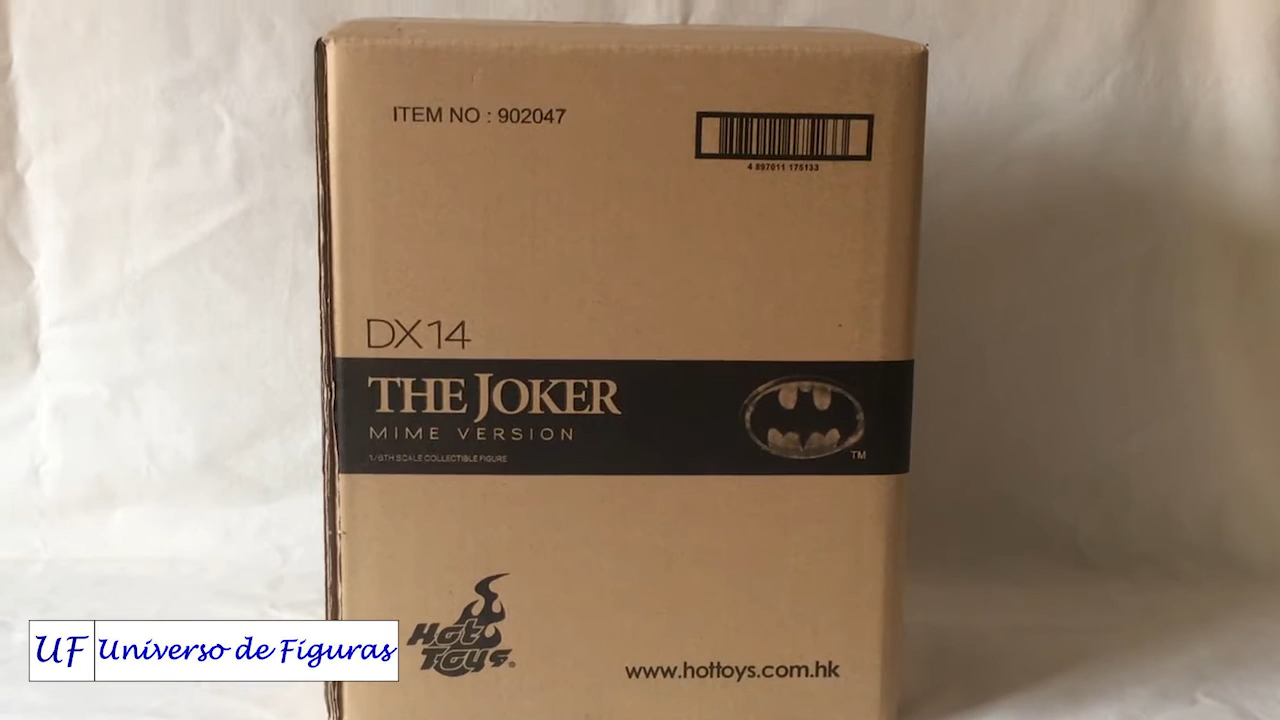 ITEM NO : 902047
4 897011 175133
DX14
THE JOKER
MIME VERSION
1/6TH SCALE COLLECTIBLE FIGURE
TM
Hot
Toys®
www.hottoys.com.hk
UF Universo de Figuras